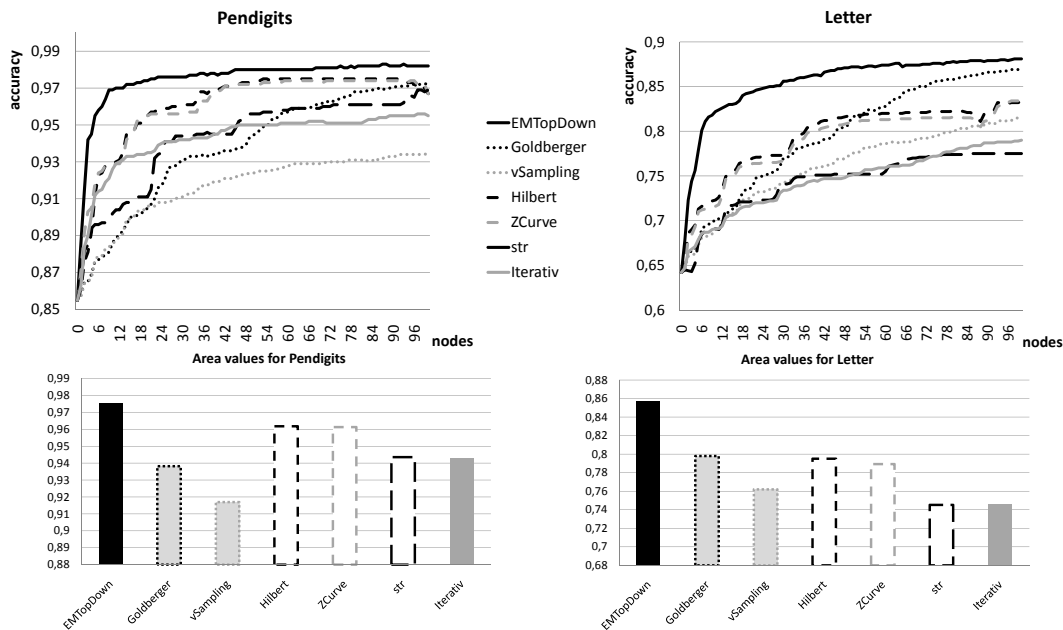 Pendigits
accuracy
0,99
0,97
0,95
0,93
0,91
0,89
0,87
0,85
0 6 12 18 24 30 36 42 48 54 60 66 72 78 84 90 96
nodes
EMTopDown
Goldberger
vSampling
Hilbert
ZCurve
str
Iterativ
Letter
accuracy
0,9
0,85
0,8
0,75
0,7
0,65
0,6
0 6 12 18 24 30 36 42 48 54 60 66 72 78 84 90 96
nodes
Area values for Pendigits
0,99
0,98
0,97
0,96
0,95
0,94
0,93
0,92
0,91
0,9
0,89
0,88
EMTopDown Goldberger vSampling Hilbert ZCurve str Iterativ
Area values for Letter
0,88
0,86
0,84
0,82
0,8
0,78
0,76
0,74
0,7
0,68
EMTopDown Goldberger vSampling Hilbert ZCurve str Iterativ